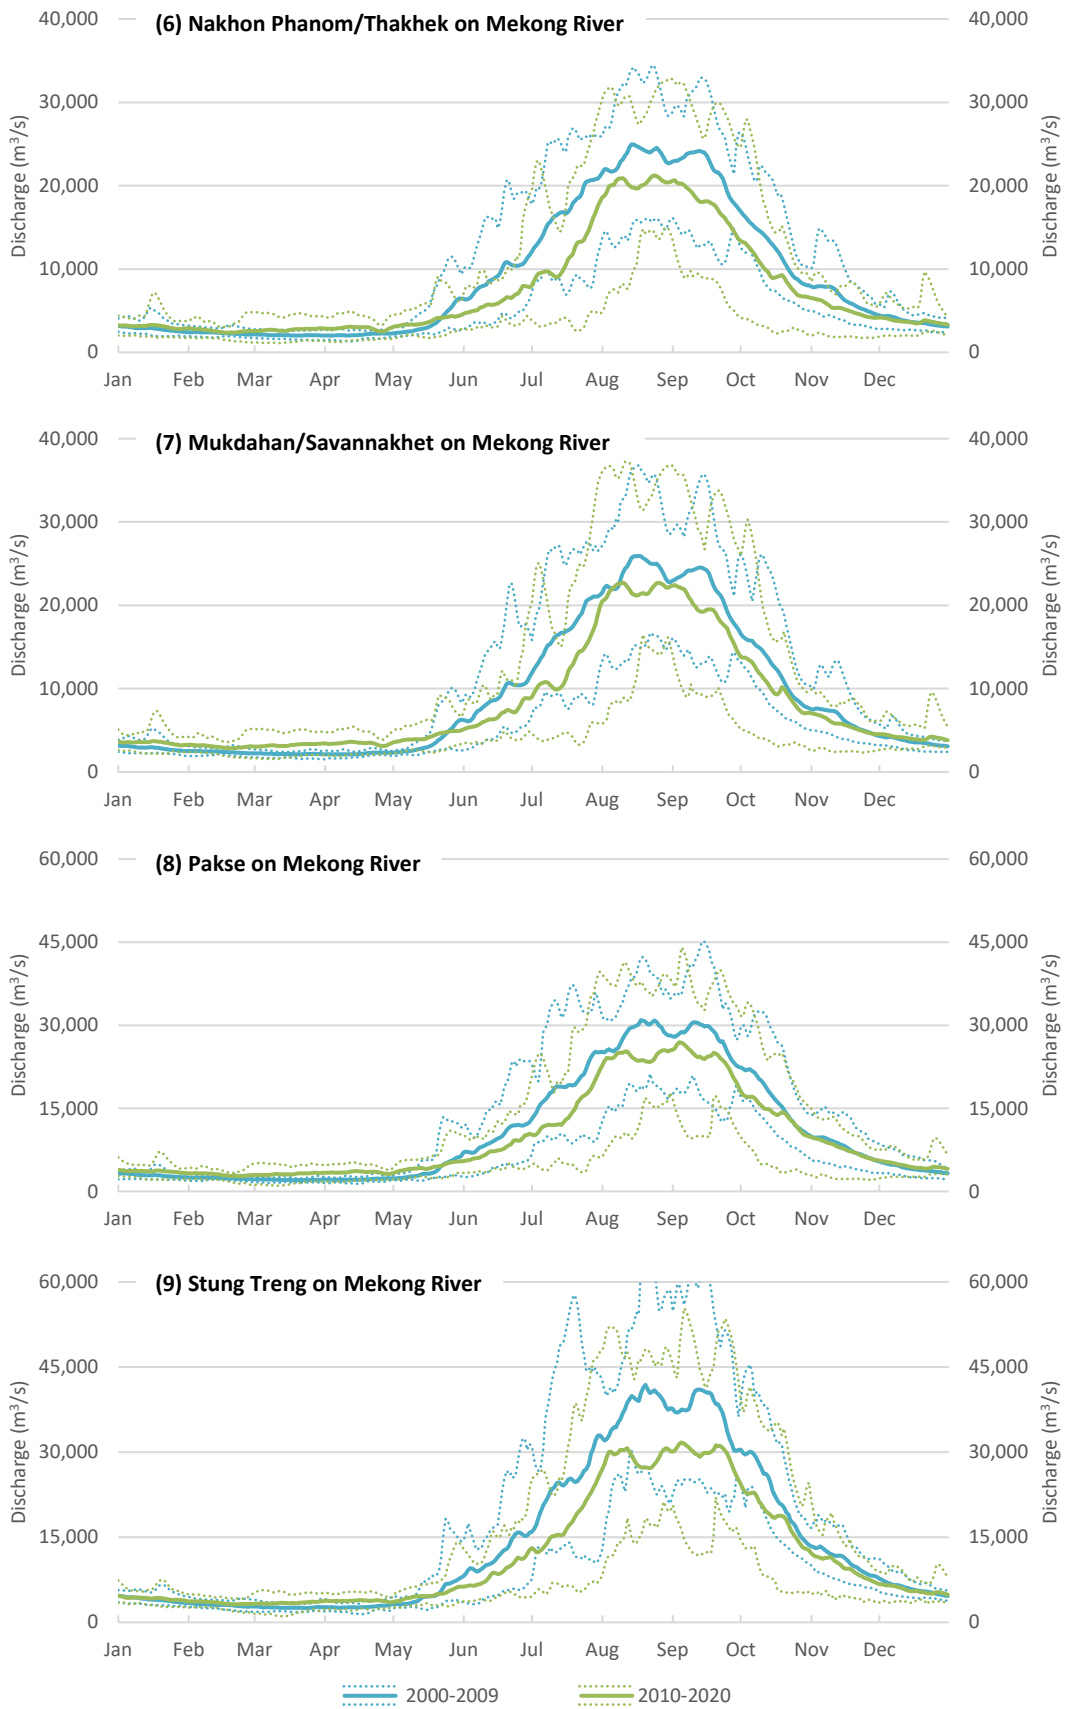 (6) Nakhon Phanom/Thakhek on Mekong River
40,000 40,000
30,000 30,000
20,000 20,000
10,000 10,000
0 0
Discharge (m³/s) Discharge (m³/s)
Jan Feb Mar Apr May Jun Jul Aug Sep Oct Nov Dec
(7) Mukdahan/Savannakhet on Mekong River
40,000 40,000
30,000 30,000
20,000 20,000
10,000 10,000
0 0
Discharge (m³/s) Discharge (m³/s)
Jan Feb Mar Apr May Jun Jul Aug Sep Oct Nov Dec
(8) Pakse on Mekong River
60,000 60,000
45,000 45,000
30,000 30,000
15,000 15,000
0 0
Discharge (m³/s) Discharge (m³/s)
Jan Feb Mar Apr May Jun Jul Aug Sep Oct Nov Dec
(9) Stung Treng on Mekong River
60,000 60,000
45,000 45,000
30,000 30,000
15,000 15,000
0 0
Discharge (m³/s) Discharge (m³/s)
Jan Feb Mar Apr May Jun Jul Aug Sep Oct Nov Dec
2000-2009 2010-2020